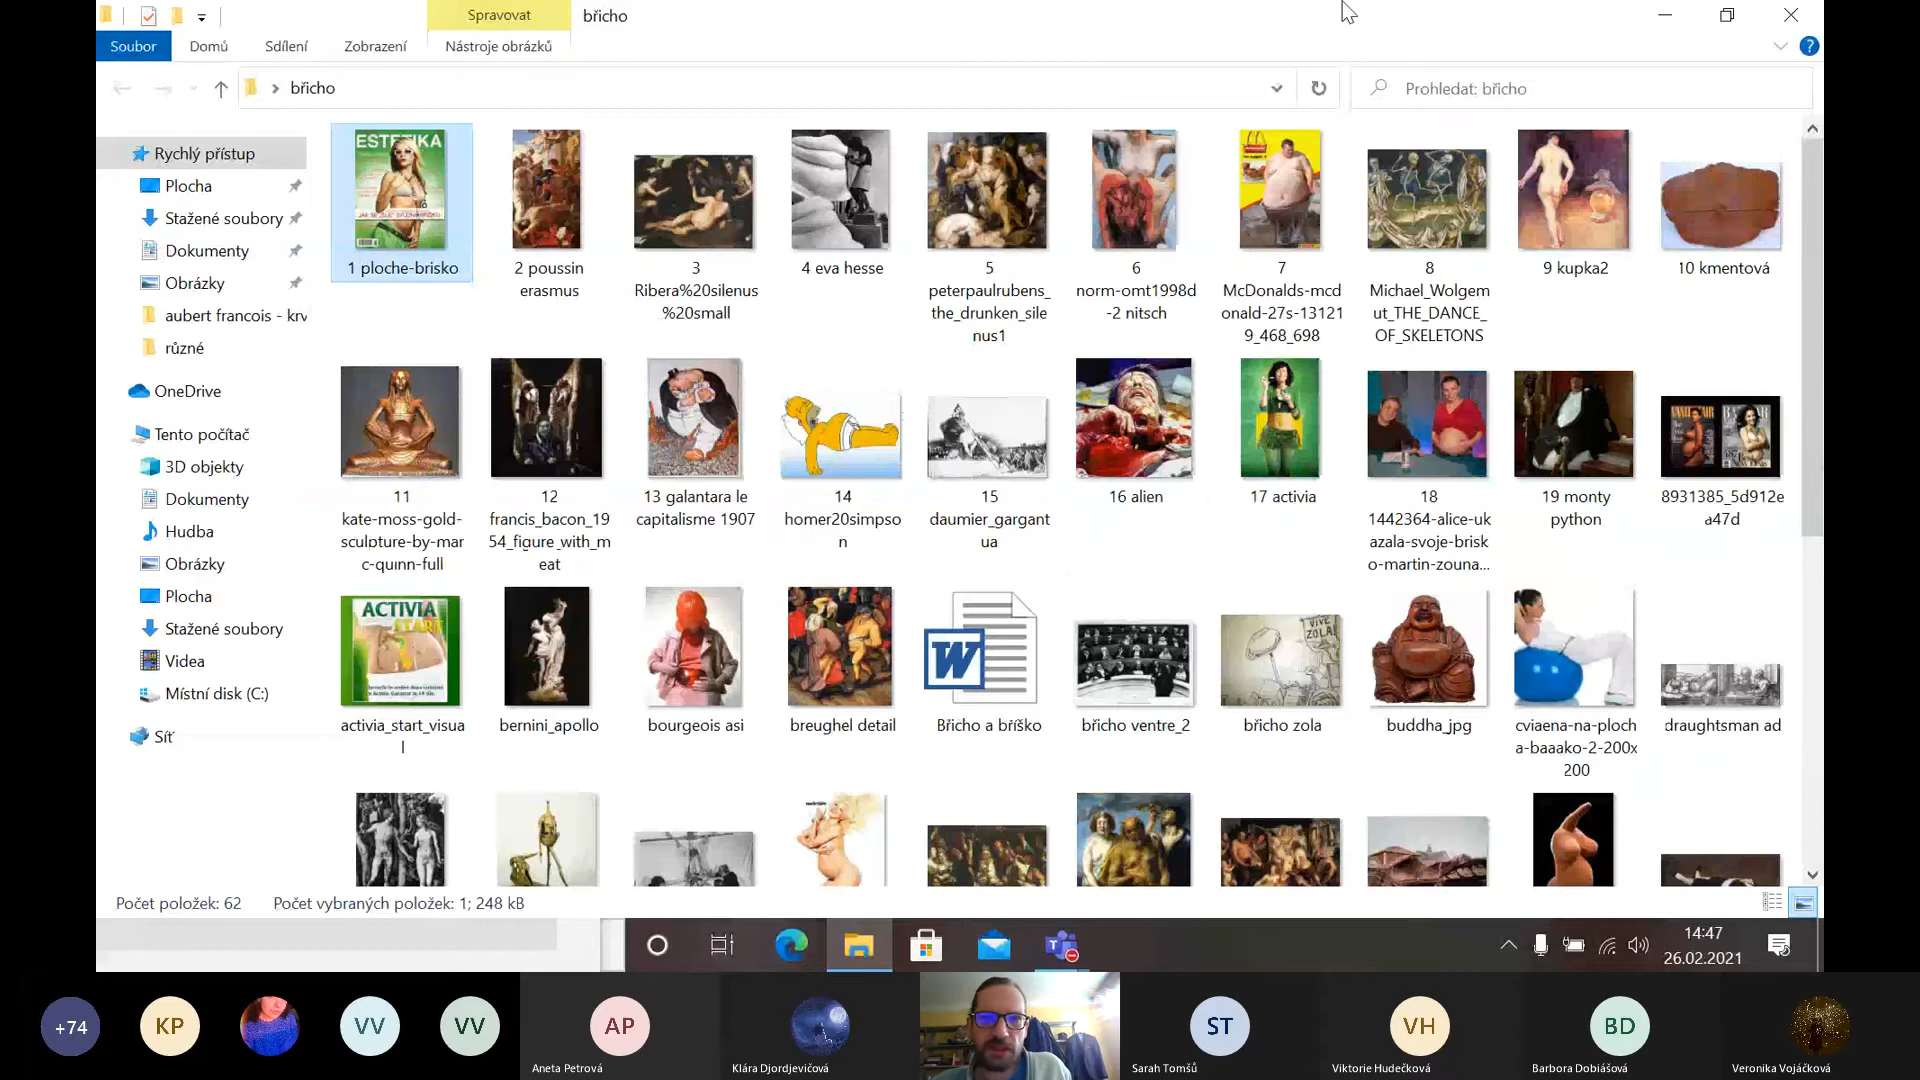 Spravovat
břicho
Soubor
Domů
Sdílení
Zobrazení
Nástroje obrázků
břicho
Prohledat: břicho
Rychlý přístup
Plocha
Stažené soubory
Dokumenty
Obrázky
aubert francois - krv
různé
OneDrive
Tento počítač
3D objekty
Dokumenty
Hudba
Obrázky
Plocha
Stažené soubory
Videa
Místní disk (C:)
Síť
ESTETIKA
1 ploche-brisko
2 poussin
erasmus
3
Ribera%20silenus
%20small
4 eva hesse
5
peterpaulrubens_
the_drunken_sile
nus1
6
norm-omt1998d
-2 nitsch
7
McDonalds-mcd
onald-27s-13121
9_468_698
8
Michael_Wolgem
ut_THE_DANCE_
OF_SKELETONS
9 kupka2
10 kmentová
11
kate-moss-gold-
sculpture-by-mar
c-quinn-full
12
francis_bacon_19
54_figure_with_m
eat
13 galantara le
capitalisme 1907
14
homer20simpso
n
15
daumier_gargant
ua
16 alien
17 activia
18
1442364-alice-uk
azala-svoje-brisk
o-martin-zouna...
19 monty
python
VANITY FAIR
8931385_5d912e
a47d
ACTIVIA
START
activia_start_visua
l
bernini_apollo
bourgeois asi
breughel detail
W
Břicho a bříško
břicho ventre_2
VIVE
ZOLA
břicho zola
buddha_jpg
cviaena-na-ploch
a-baaako-2-200x
200
draughtsman ad
Počet položek: 62
Počet vybraných položek: 1; 248 kB
14:47
26.02.2021
+74
KP
VV
VV
AP
Aneta Petrová
Klára Djordjevičová
ST
Sarah Tomšů
VH
Viktorie Hudečková
BD
Barbora Dobiášová
Veronika Vojáčková